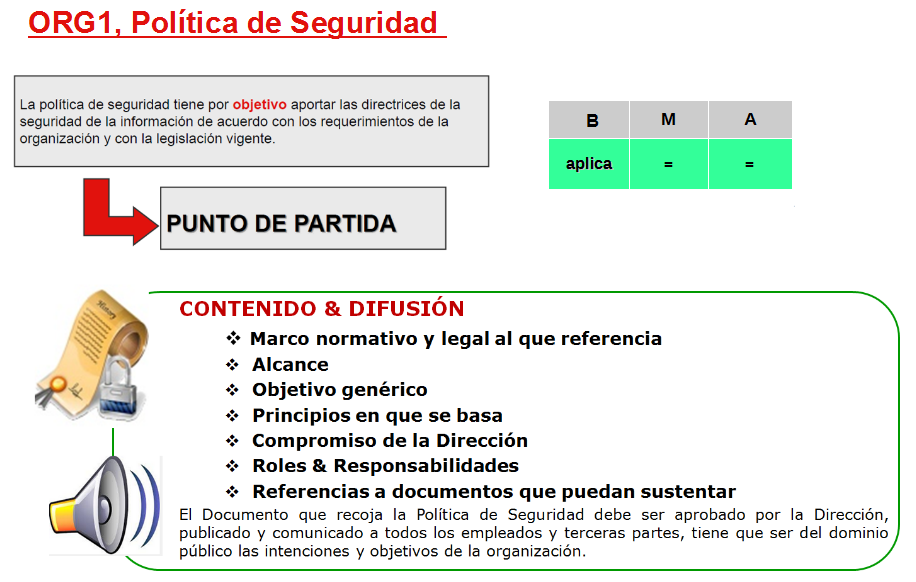 ORG1, Política de Seguridad
La política de seguridad tiene por objetivo aportar las directrices de la
seguridad de la información de acuerdo con los requerimientos de la
organización y con la legislación vigente.
B M A
aplica = =
PUNTO DE PARTIDA
CONTENIDO & DIFUSIÓN
❖ Marco normativo y legal al que referencia
❖ Alcance
❖ Objetivo genérico
❖ Principios en que se basa
❖ Compromiso de la Dirección
❖ Roles & Responsabilidades
❖ Referencias a documentos que puedan sustentar
El Documento que recoja la Política de Seguridad debe ser aprobado por la Dirección,
publicado y comunicado a todos los empleados y terceras partes, tiene que ser del dominio
público las intenciones y objetivos de la organización.